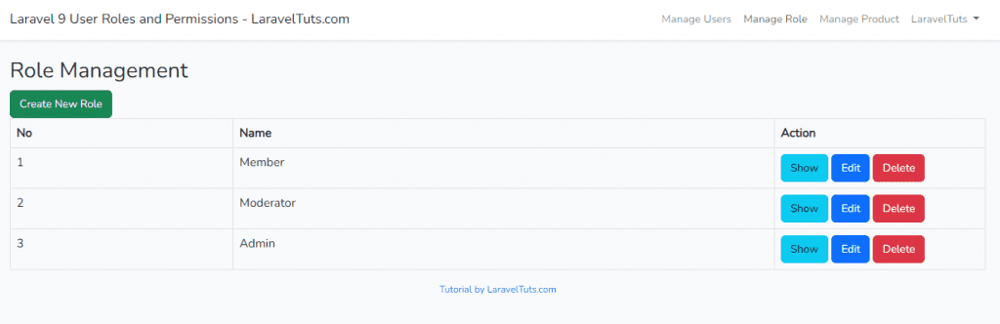 Laravel 9 User Roles and Permissions - LaravelTuts.com Manage Users Manage Role Manage Product LaravelTuts
Role Management
Create New Role
No Name Action
1 Member Show Edit Delete
2 Moderator Show Edit Delete
3 Admin Show Edit Delete
Tutorial by LaravelTuts.com